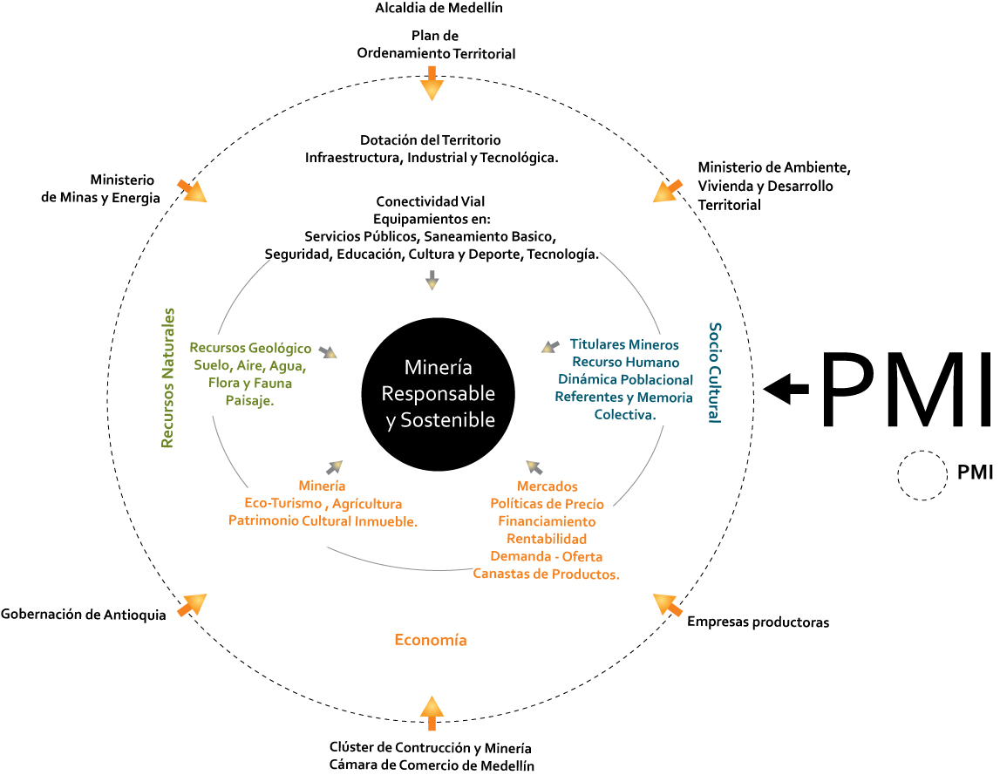 Alcaldia de Medellín
Plan de
Ordenamiento Territorial
Dotación del Territorio
Infraestructura, Industrial y Tecnológica.
Ministerio
de Minas y Energia
Ministerio de Ambiente,
Vivienda y Desarrollo
Territorial
Conectividad Vial
Equipamientos en:
Servicios Públicos, Saneamiento Basico,
Seguridad, Educación, Cultura y Deporte, Tecnología.
Recursos Naturales
Recursos Geológico
Suelo, Aire, Agua,
Flora y Fauna
Paisaje.
Minería
Responsable
y Sostenible
Titulares Mineros
Recurso Humano
Dinámica Poblacional
Referentes y Memoria
Colectiva.
Socio Cultural
PMI
PMI
Minería
Eco-Turismo , Agrícultura
Patrimonio Cultural Inmueble.
Mercados
Políticas de Precío
Financiamiento
Rentabilidad
Demanda - Oferta
Canastas de Productos.
Gobernación de Antioquia
Empresas productoras
Economía
Clúster de Contrucción y Minería
Cámara de Comercio de Medellín